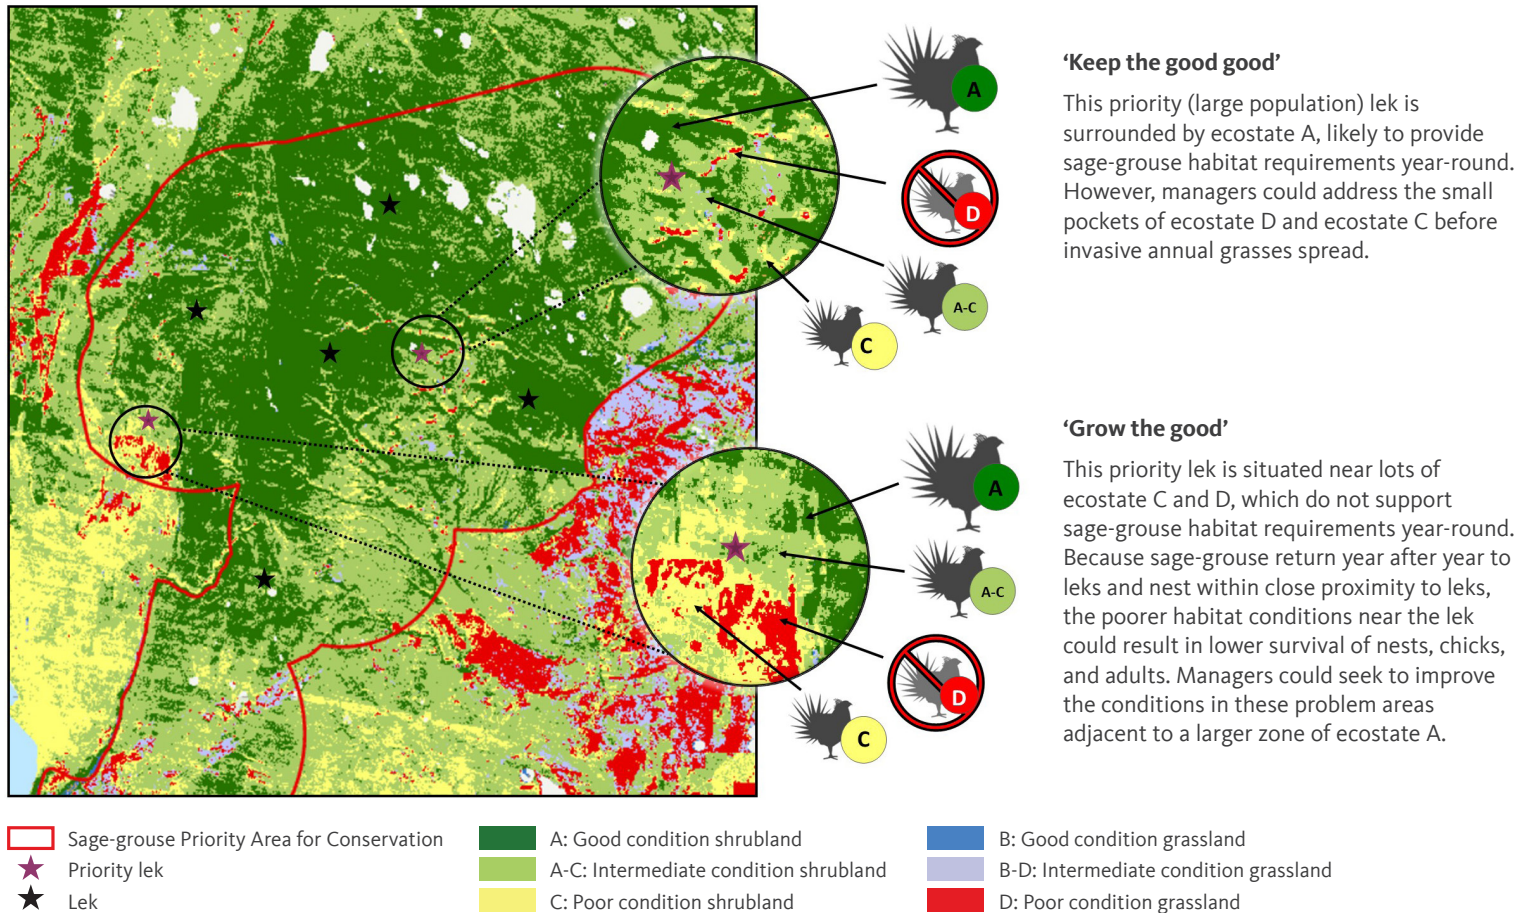 A
D
A-C
C
'Keep the good good'
This priority (large population) lek is
surrounded by ecostate A, likely to provide
sage-grouse habitat requirements year-round.
However, managers could address the small
pockets of ecostate D and ecostate C before
invasive annual grasses spread.
A
A-C
D
C
'Grow the good'
This priority lek is situated near lots of
ecostate C and D, which do not support
sage-grouse habitat requirements year-round.
Because sage-grouse return year after year to
leks and nest within close proximity to leks,
the poorer habitat conditions near the lek
could result in lower survival of nests, chicks,
and adults. Managers could seek to improve
the conditions in these problem areas
adjacent to a larger zone of ecostate A.
Sage-grouse Priority Area for Conservation
Priority lek
Lek
A: Good condition shrubland
A-C: Intermediate condition shrubland
C: Poor condition shrubland
B: Good condition grassland
B-D: Intermediate condition grassland
D: Poor condition grassland